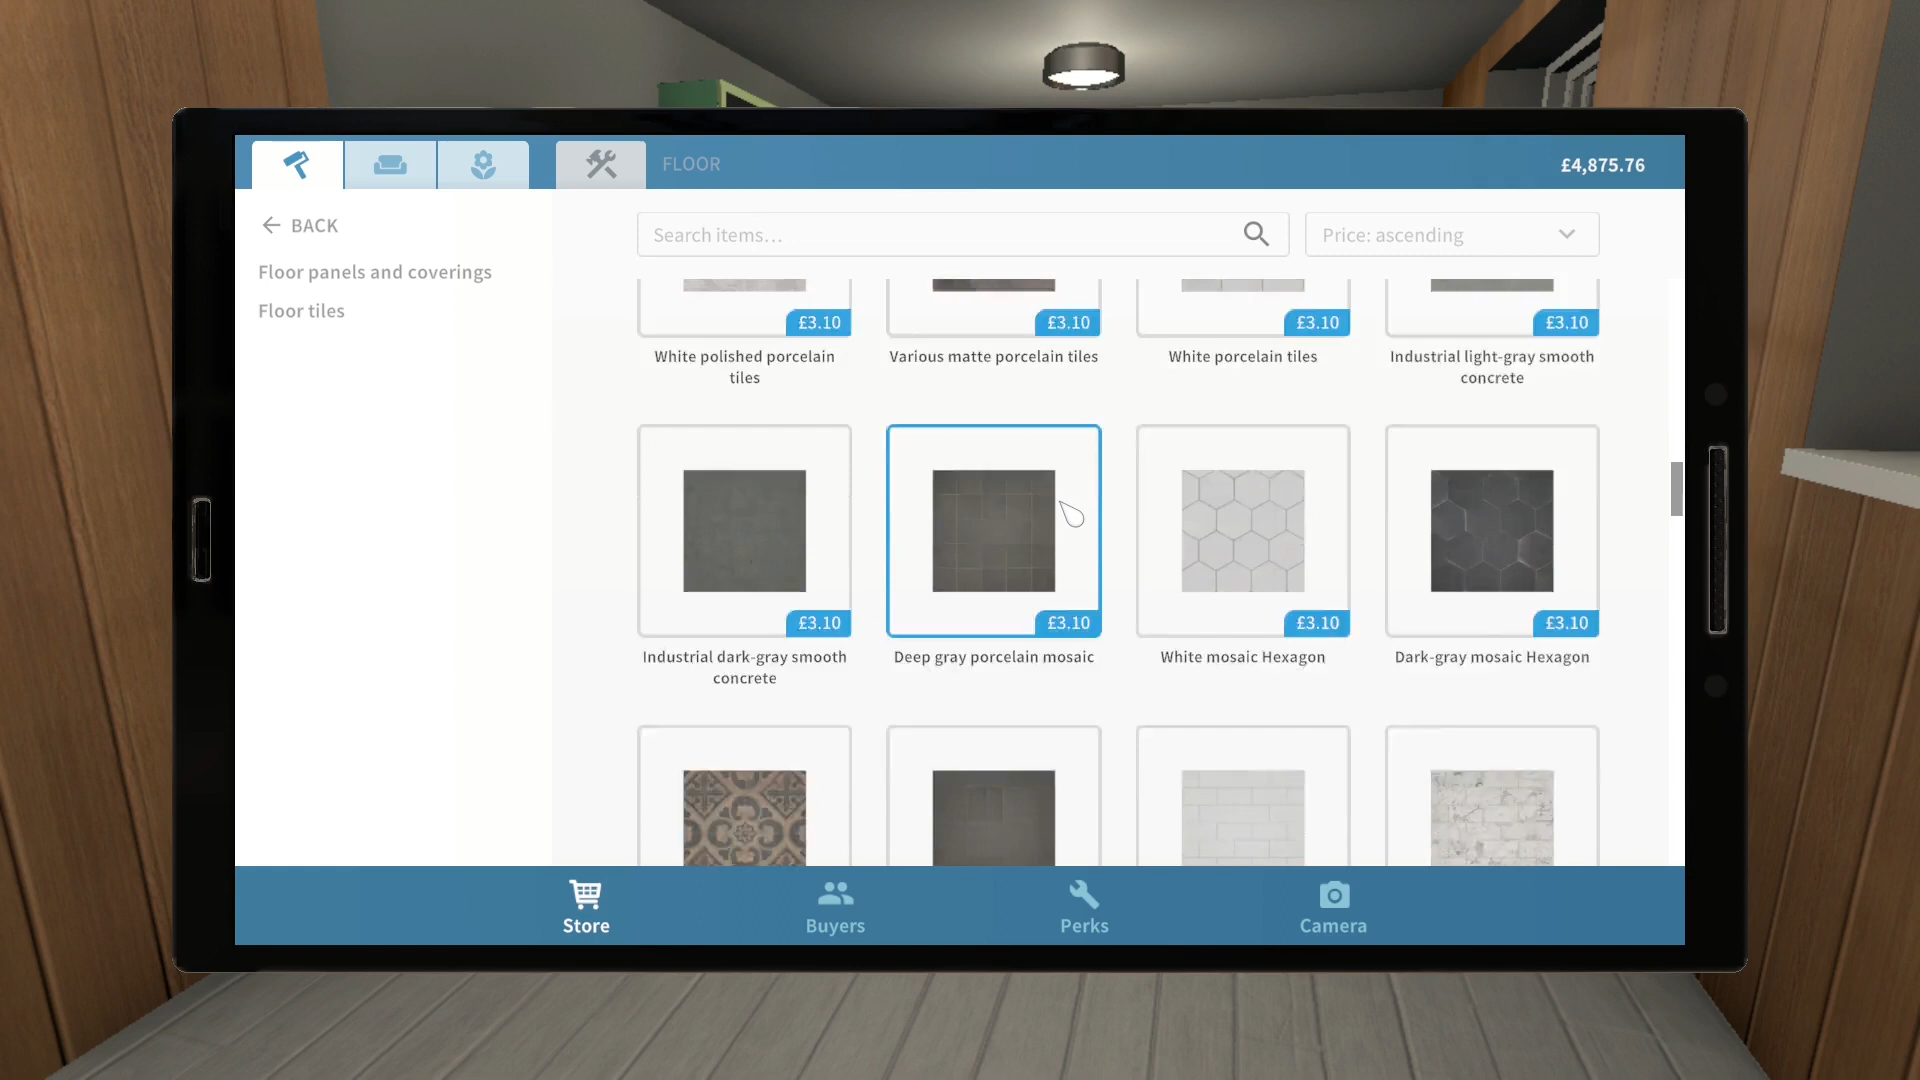 FLOOR
£4,875.76
BACK
Floor panels and coverings
Floor tiles
Search items...
Price: ascending
£3.10
£3.10
£3.10
£3.10
White polished porcelain
tiles
Various matte porcelain tiles
White porcelain tiles
Industrial light-gray smooth
concrete
£3.10
£3.10
£3.10
£3.10
Industrial dark-gray smooth
concrete
Deep gray porcelain mosaic
White mosaic Hexagon
Dark-gray mosaic Hexagon
Store
Buyers
Perks
Camera